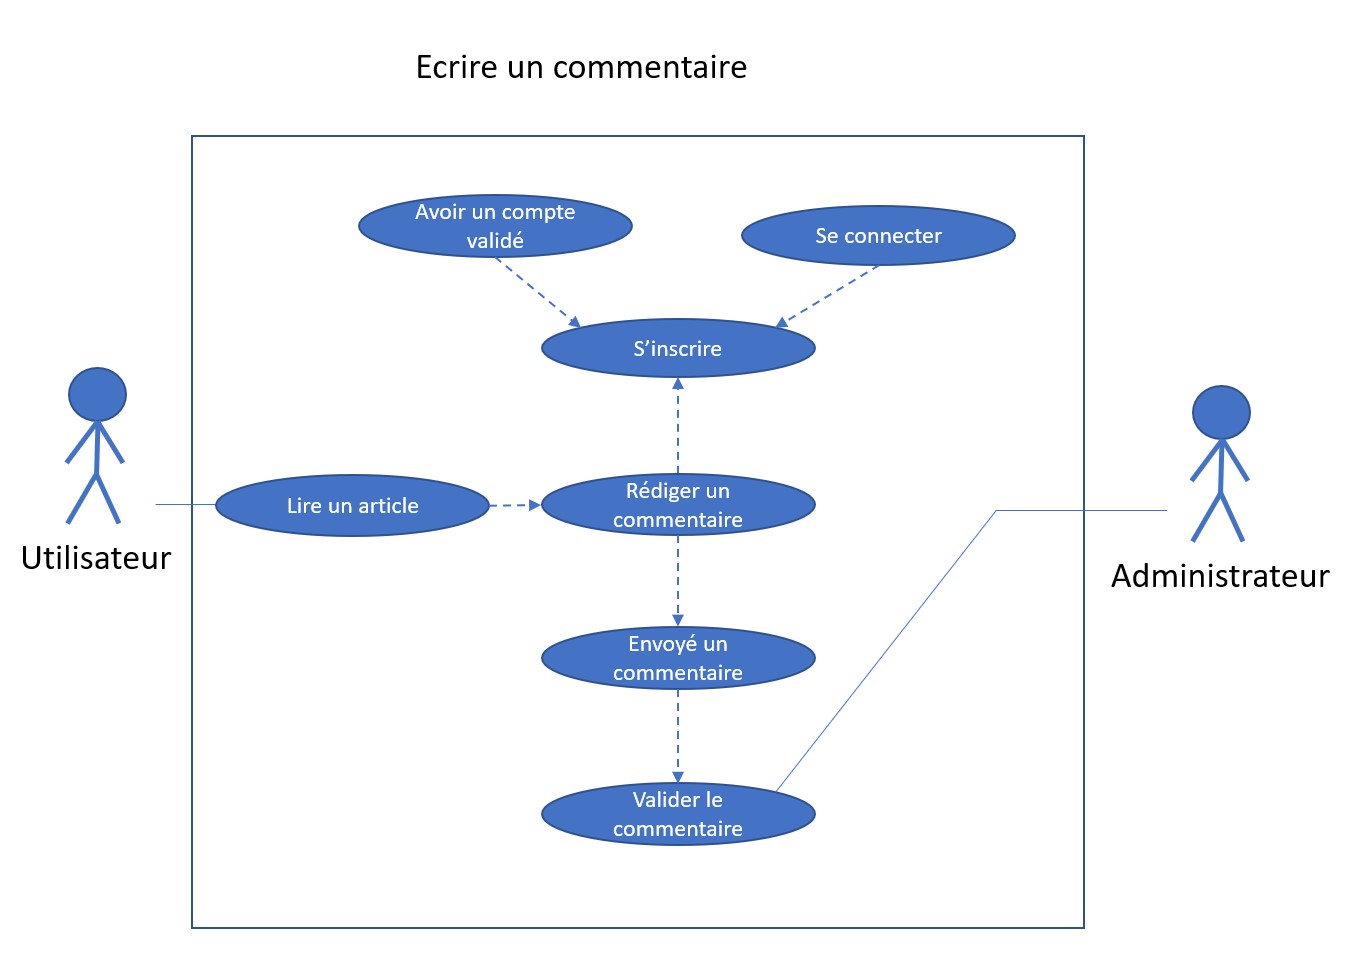 Ecrire un commentaire
Avoir un compte
validé
Se connecter
S’inscrire
Lire un article
Rédiger un
commentaire
Utilisateur
Administrateur
Envoyé un
commentaire
Valider le
commentaire